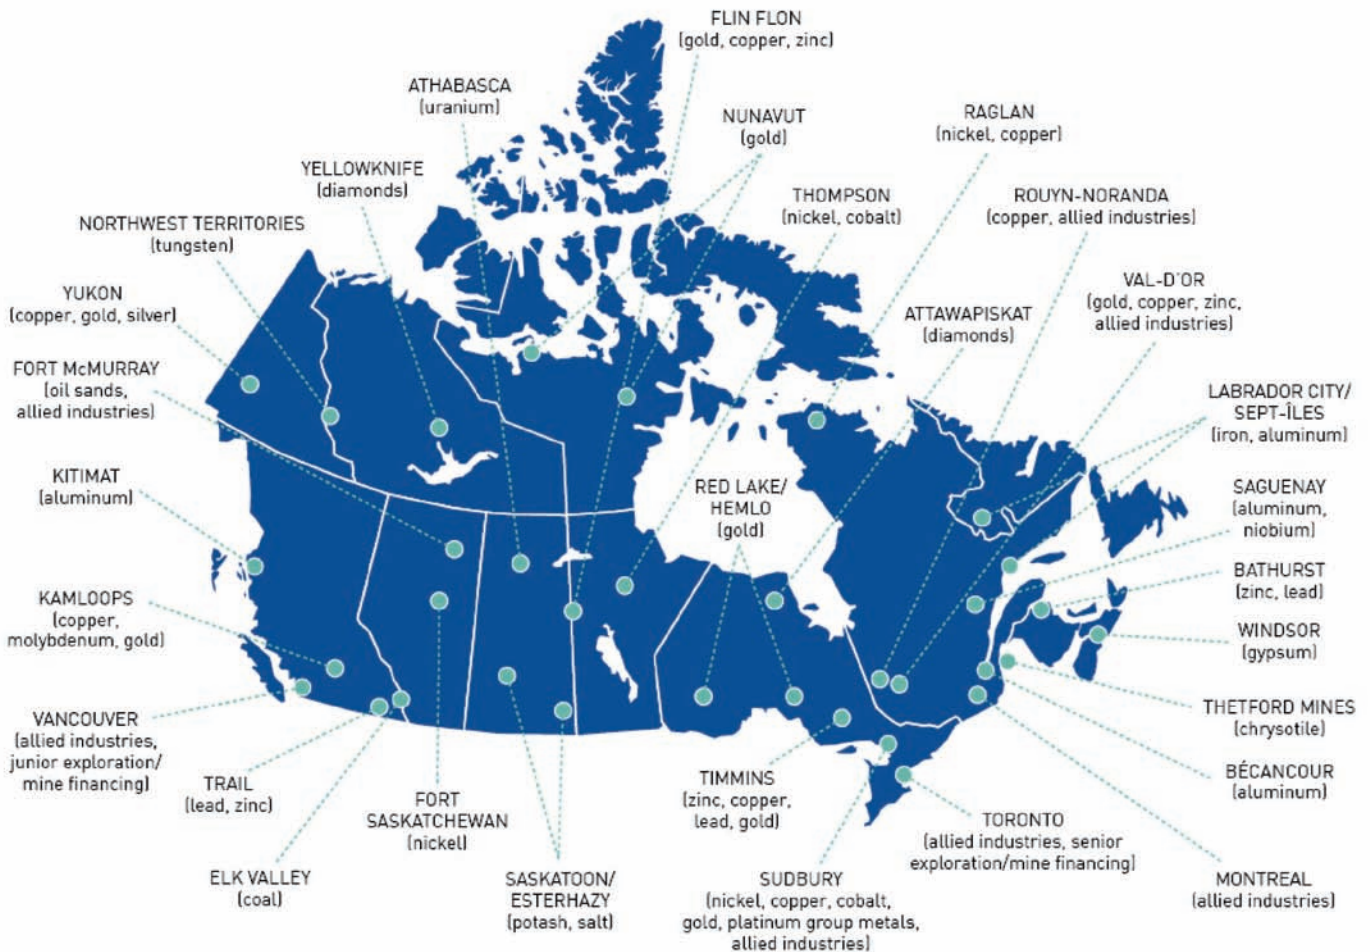 FLIN FLON
(gold, copper, zinc)
ATHABASCA
(uranium)
NUNAVUT
(gold)
RAGLAN
(nickel, copper)
YELLOWKNIFE
(diamonds)
THOMPSON
(nickel, cobalt)
ROUYN-NORANDA
(copper, allied industries)
NORTHWEST TERRITORIES
(tungsten)
VAL-D'OR
(gold, copper, zinc,
allied industries)
YUKON
(copper, gold, silver)
ATTAWAPISKAT
(diamonds)
FORT McMURRAY
(oil sands,
allied industries)
LABRADOR CITY/
SEPT-ÎLES
(iron, aluminum)
KITIMAT
(aluminum)
RED LAKE/
HEMLO
(gold)
SAGUENAY
(aluminum,
niobium)
BATHURST
(zinc, lead)
KAMLOOPS
(copper,
molybdenum, gold)
WINDSOR
(gypsum)
VANCOUVER
(allied industries,
junior exploration/
mine financing)
THETFORD MINES
(chrysotile)
TRAIL
(lead, zinc)
FORT
SASKATCHEWAN
(nickel)
TIMMINS
(zinc, copper,
lead, gold)
BÉCANCOUR
(aluminum)
TORONTO
(allied industries, senior
exploration/mine financing)
ELK VALLEY
(coal)
SASKATOON/
ESTERHAZY
(potash, salt)
SUDBURY
(nickel, copper, cobalt,
gold, platinum group metals,
allied industries)
MONTREAL
(allied industries)